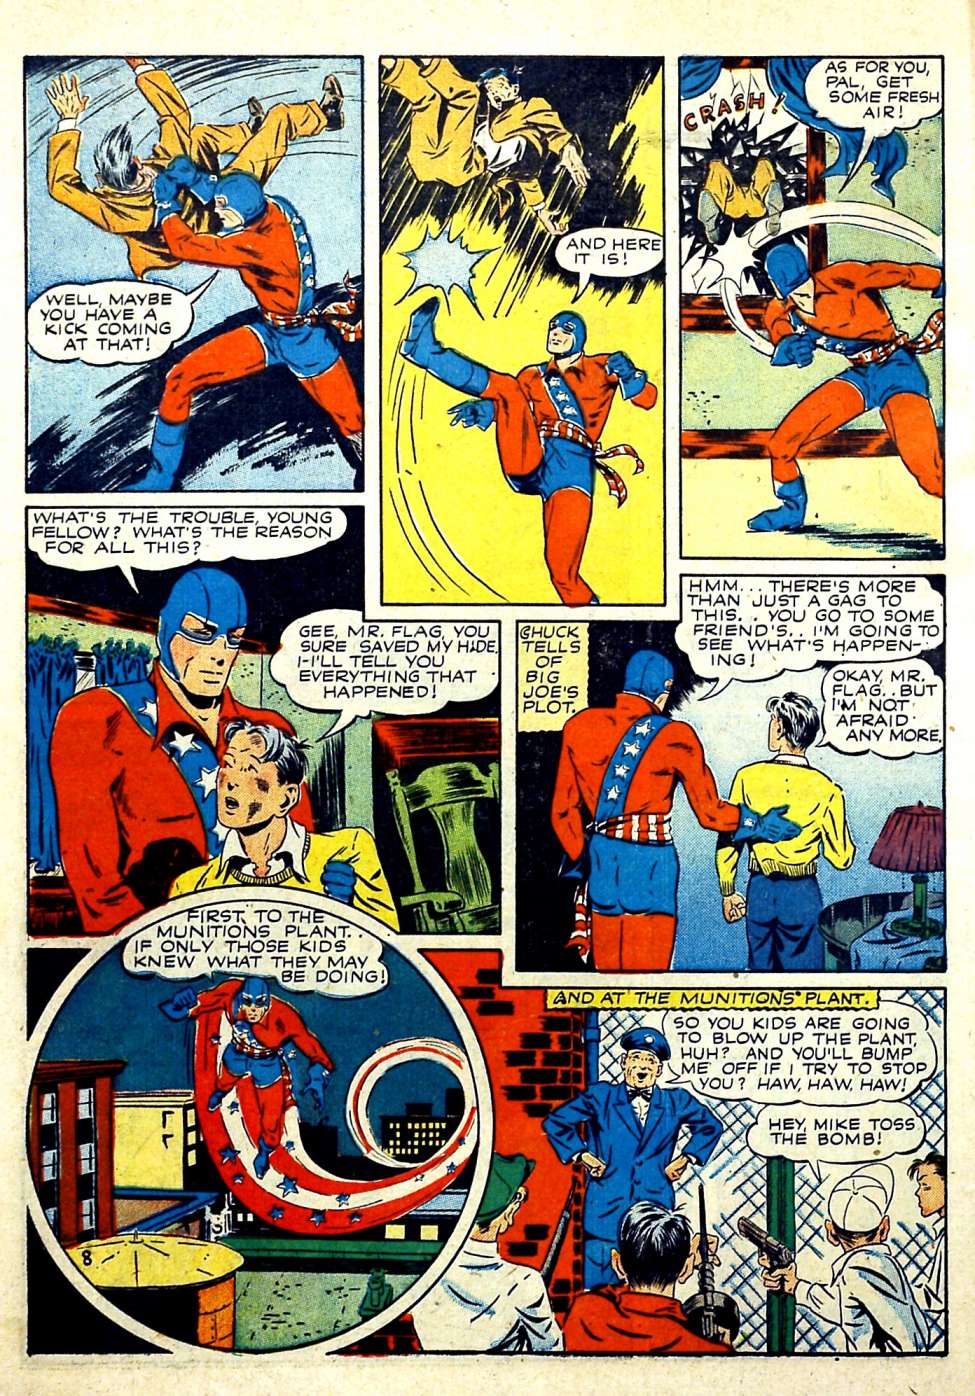 WELL, MAYBE
YOU HAVE A
KICK COMING
AT THAT!
AND HERE
IT IS!
CRASH!
AS FOR YOU,
PAL, GET
SOME FRESH
AIR!
WHAT'S THE TROUBLE, YOUNG
FELLOW? WHAT'S THE REASON
FOR ALL THIS?
GEE, MR. FLAG, YOU
SURE SAVED MY HIDE.
I-I'LL TELL YOU
EVERYTHING THAT
HAPPENED!
CHUCK
TELLS
OF
BIG
JOE'S
PLOT.
HMM... THERE'S MORE
THAN JUST A GAG TO
THIS.. YOU GO TO SOME
FRIEND'S.. I'M GOING TO
SEE WHAT'S HAPPEN-
ING!
OKAY, MR.
FLAG.. BUT
I'M NOT
AFRAID
ANY MORE.
FIRST, TO THE
MUNITIONS PLANT..
IF ONLY THOSE KIDS
KNEW WHAT THEY MAY
BE DOING!
8
AND AT THE MUNITIONS PLANT.
SO YOU KIDS ARE GOING
TO BLOW UP THE PLANT,
HUH? AND YOU'LL BUMP
ME OFF IF I TRY TO STOP
YOU? HAW, HAW, HAW!
HEY, MIKE TOSS
THE BOMB!